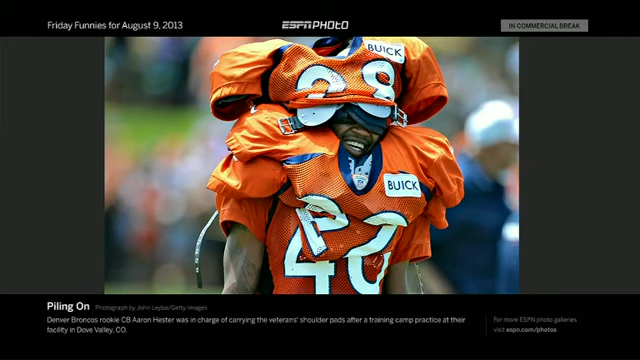 Friday Funnies for August 9, 2013
ESPN PHOTO
IN COMMERCIAL BREAK
BUICK
28
BUICK
40
Piling On Photograph by John Leyba/Getty Images
Denver Broncos rookie CB Aaron Hester was in charge of carrying the veterans' shoulder pads after a training camp practice at their
facility in Dove Valley, CO.
For more ESPN photo galleries
visit espn.com/photos